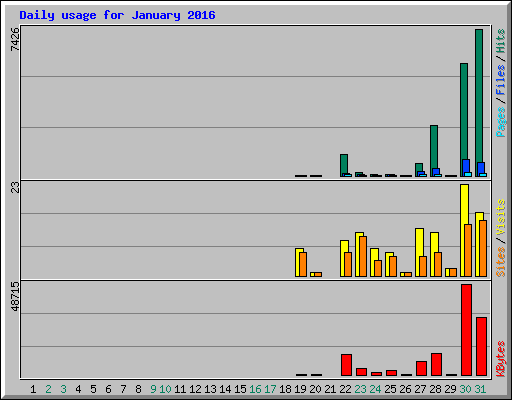 Daily usage for January 2016
7426
Pages / Files / Hits
23
Sites / Visits
48715
KBytes
1 2 3 4 5 6 7 8 9 10 11 12 13 14 15 16 17 18 19 20 21 22 23 24 25 26 27 28 29 30 31